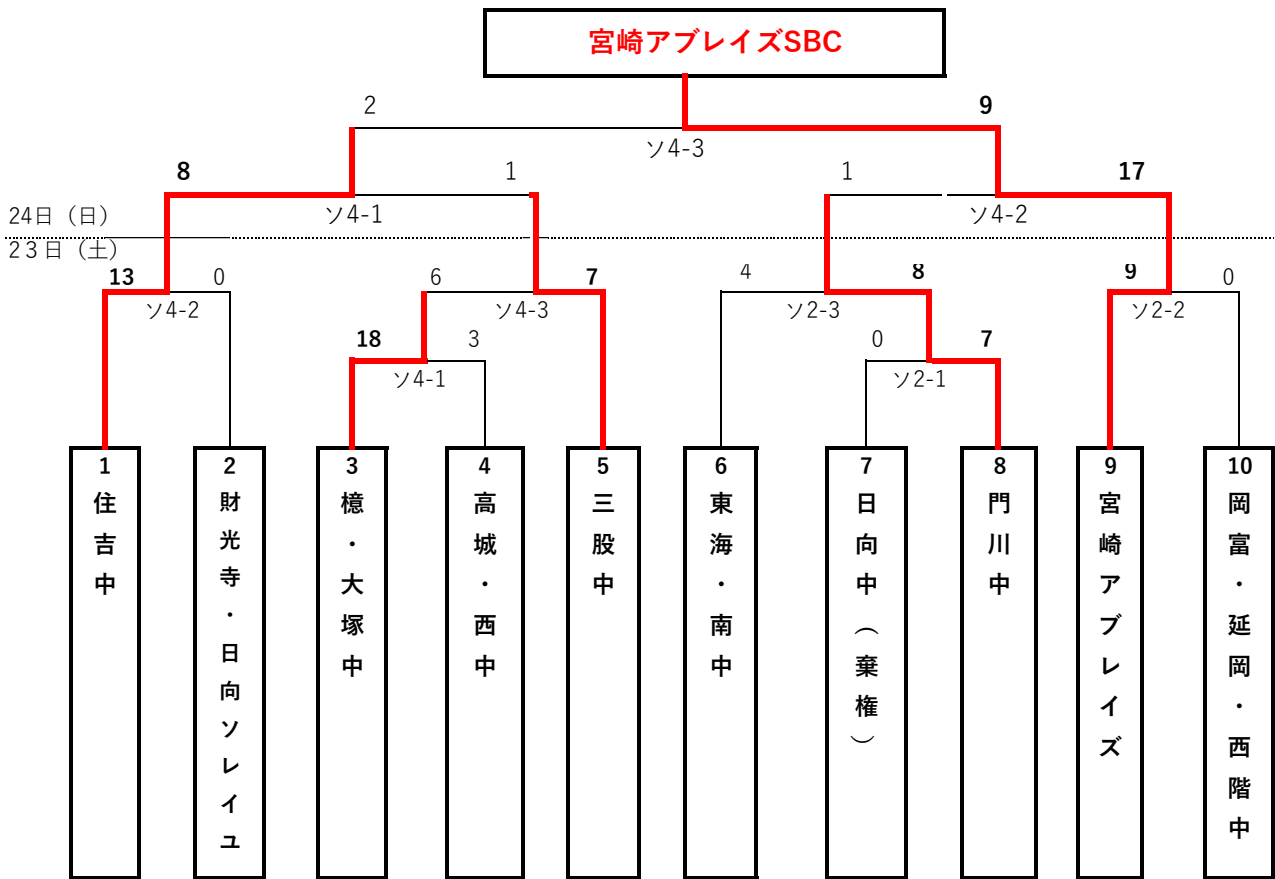 宮崎アブレイズSBC
2
9
ソ4-3
8
1
1
17
ソ4-1
ソ4-2
24日（日）
２３日（土）
13
0
6
7
4
8
9
0
ソ4-2
ソ4-3
ソ2-3
ソ2-2
18
3
0
7
ソ4-1
ソ2-1
1
住吉中
2
財光寺・日向ソレイユ
3
檍・大塚中
4
高城・西中
5
三股中
6
東海・南中
7
日向中（棄権）
8
門川中
9
宮崎アブレイズ
10
岡富・延岡・西階中